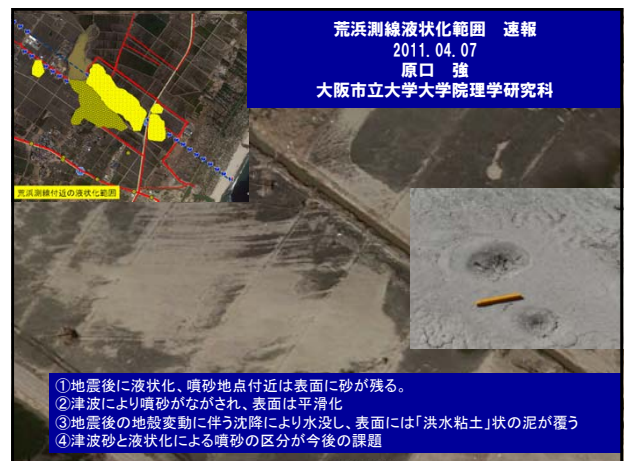 荒浜測線液状化範囲　速報
2011.04.07
原口　強
大阪市立大学大学院理学研究科
荒浜測線付近の液状化範囲
①地震後に液状化、噴砂地点付近は表面に砂が残る。
②津波により噴砂がながされ、表面は平滑化
③地震後の地殻変動に伴う沈降により水没し、表面には「洪水粘土」状の泥が覆う
④津波砂と液状化による噴砂の区分が今後の課題